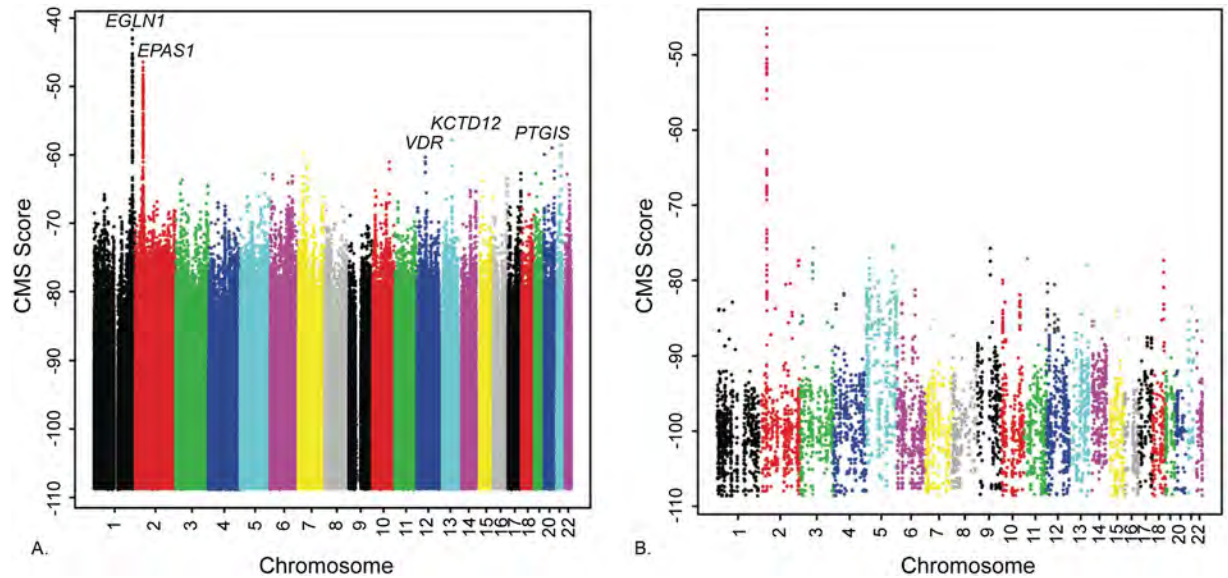 EGLN1
EPAS1
KCTD12
VDR
PTGIS
CMS Score
-40
-50
-60
-70
-80
-90
-100
-110
1 2 3 4 5 6 7 8 9 10 11 12 13 14 15 16 17 18 20 22
A.
Chromosome
CMS Score
-50
-60
-70
-80
-90
-100
-110
1 2 3 4 5 6 7 8 9 10 11 12 13 14 15 16 17 18 20 22
B.
Chromosome